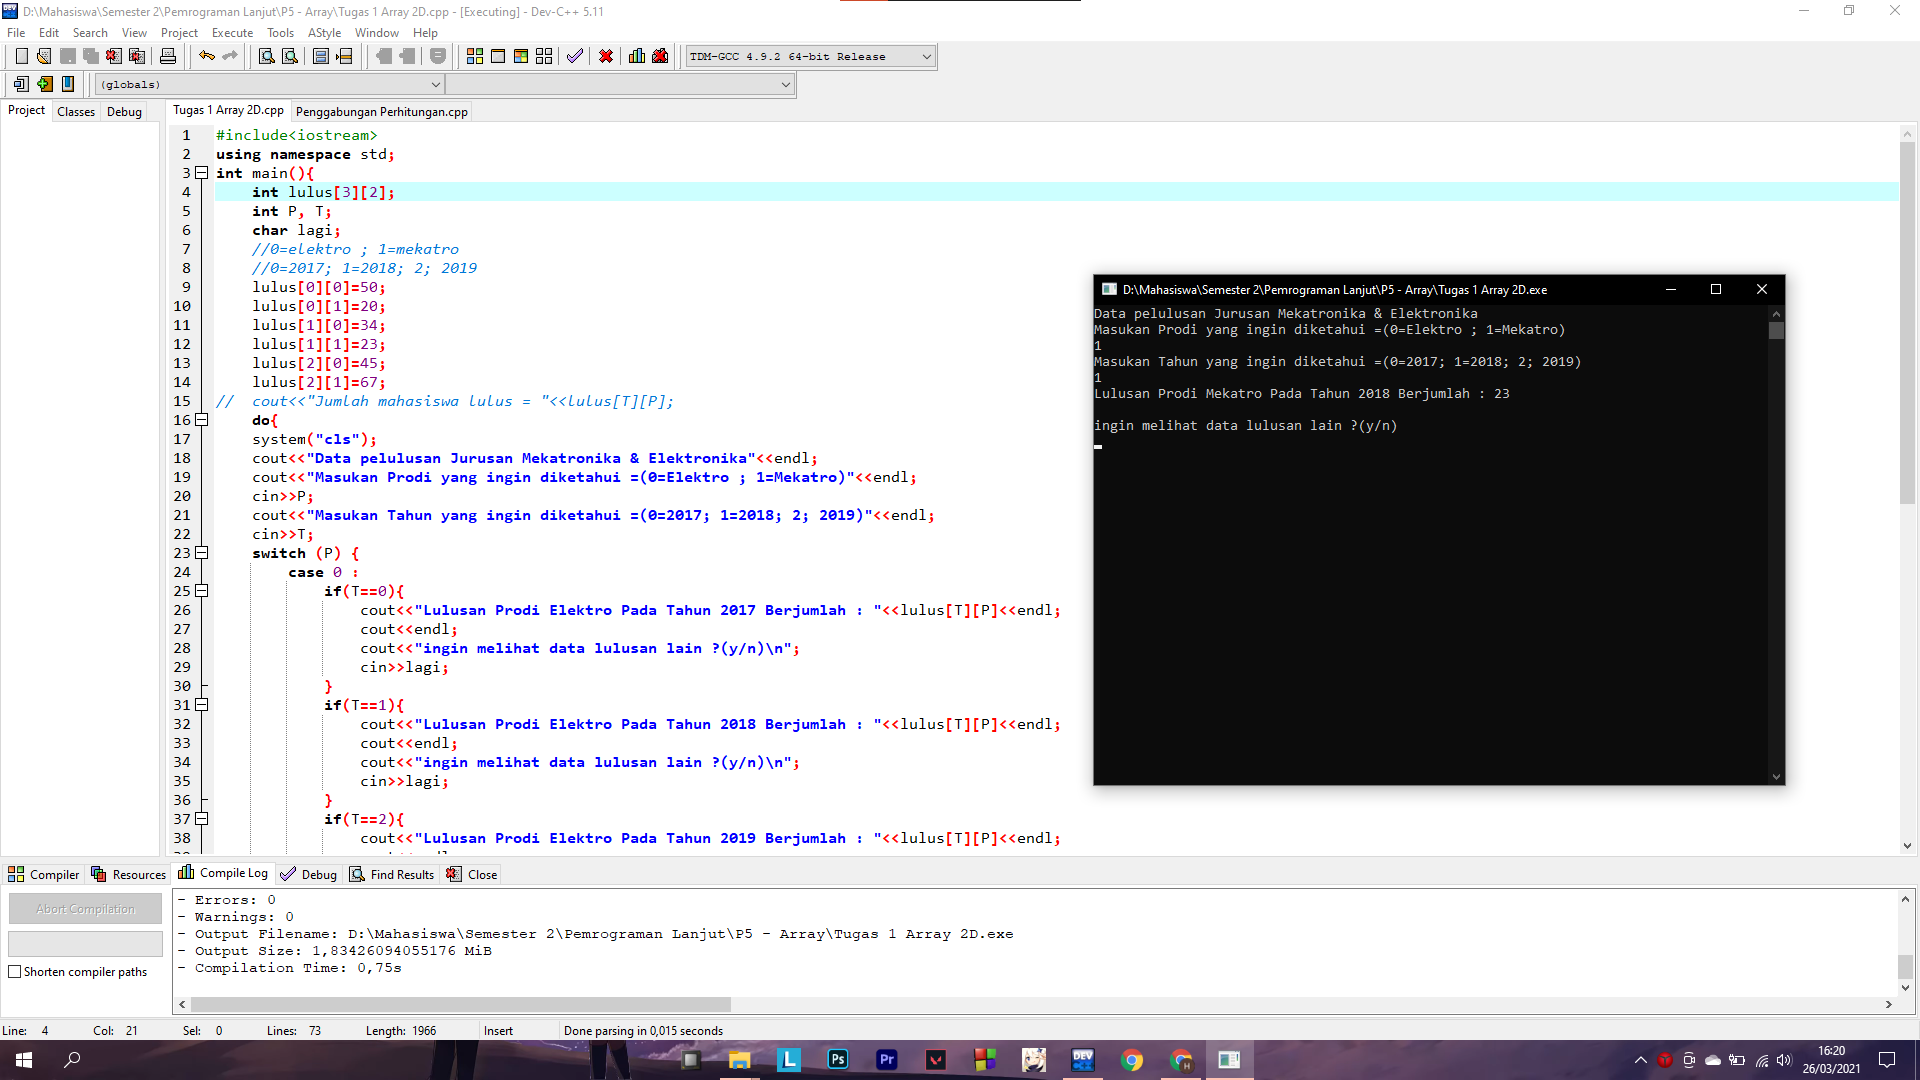 D:\Mahasiswa\Semester 2\Pemrograman Lanjut\P5 - Array\Tugas 1 Array 2D.cpp - [Executing] - Dev-C++ 5.11
File Edit Search View Project Execute Tools AStyle Window Help
TDM-GCC 4.9.2 64-bit Release
(globals)
Project Classes Debug
Tugas 1 Array 2D.cpp Penggabungan Perhitungan.cpp
1 #include<iostream>
2 using namespace std;
3 int main(){
4 int lulus[3][2];
5 int P, T;
6 char lagi;
7 //0=elektro ; 1=mekatro
8 //0=2017; 1=2018; 2; 2019
9 lulus[0][0]=50;
10 lulus[0][1]=20;
11 lulus[1][0]=34;
12 lulus[1][1]=23;
13 lulus[2][0]=45;
14 lulus[2][1]=67;
15 // cout<<"Jumlah mahasiswa lulus = "<<lulus[T][P];
16 do{
17 system("cls");
18 cout<<"Data pelulusan Jurusan Mekatronika & Elektronika"<<endl;
19 cout<<"Masukan Prodi yang ingin diketahui =(0=Elektro ; 1=Mekatro)"<<endl;
20 cin>>P;
21 cout<<"Masukan Tahun yang ingin diketahui =(0=2017; 1=2018; 2; 2019)"<<endl;
22 cin>>T;
23 switch (P) {
24 case 0 :
25 if(T==0){
26 cout<<"Lulusan Prodi Elektro Pada Tahun 2017 Berjumlah : "<<lulus[T][P]<<endl;
27 cout<<endl;
28 cout<<"ingin melihat data lulusan lain ?(y/n)\n";
29 cin>>lagi;
30 }
31 if(T==1){
32 cout<<"Lulusan Prodi Elektro Pada Tahun 2018 Berjumlah : "<<lulus[T][P]<<endl;
33 cout<<endl;
34 cout<<"ingin melihat data lulusan lain ?(y/n)\n";
35 cin>>lagi;
36 }
37 if(T==2){
38 cout<<"Lulusan Prodi Elektro Pada Tahun 2019 Berjumlah : "<<lulus[T][P]<<endl;
D:\Mahasiswa\Semester 2\Pemrograman Lanjut\P5 - Array\Tugas 1 Array 2D.exe
Data pelulusan Jurusan Mekatronika & Elektronika
Masukan Prodi yang ingin diketahui =(0=Elektro ; 1=Mekatro)
1
Masukan Tahun yang ingin diketahui =(0=2017; 1=2018; 2; 2019)
1
Lulusan Prodi Mekatro Pada Tahun 2018 Berjumlah : 23
ingin melihat data lulusan lain ?(y/n)
Compiler Resources Compile Log Debug Find Results Close
Abort Compilation
Shorten compiler paths
- Errors: 0
- Warnings: 0
- Output Filename: D:\Mahasiswa\Semester 2\Pemrograman Lanjut\P5 - Array\Tugas 1 Array 2D.exe
- Output Size: 1,83426094055176 MiB
- Compilation Time: 0,75s
Line: 4 Col: 21 Sel: 0 Lines: 73 Length: 1966 Insert Done parsing in 0,015 seconds
L Ps Pr DEV H
16:20
26/03/2021